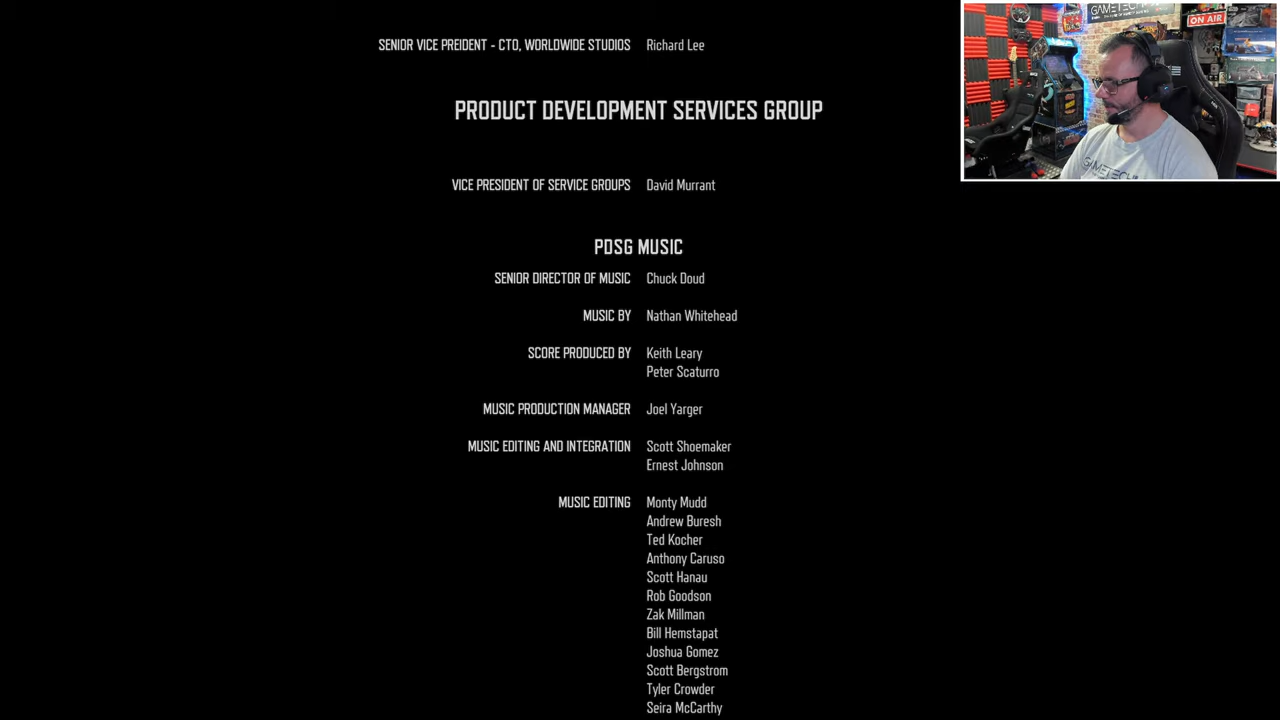 SENIOR VICE PREIDENT - CTO, WORLDWIDE STUDIOS Richard Lee
PRODUCT DEVELOPMENT SERVICES GROUP
VICE PRESIDENT OF SERVICE GROUPS David Murrant
PDSG MUSIC
SENIOR DIRECTOR OF MUSIC Chuck Doud
MUSIC BY Nathan Whitehead
SCORE PRODUCED BY Keith Leary
Peter Scaturro
MUSIC PRODUCTION MANAGER Joel Yarger
MUSIC EDITING AND INTEGRATION Scott Shoemaker
Ernest Johnson
MUSIC EDITING Monty Mudd
Andrew Buresh
Ted Kocher
Anthony Caruso
Scott Hanau
Rob Goodson
Zak Millman
Bill Hemstapat
Joshua Gomez
Scott Bergstrom
Tyler Crowder
Seira McCarthy
GAMETECH
ON AIR
GAMETECH